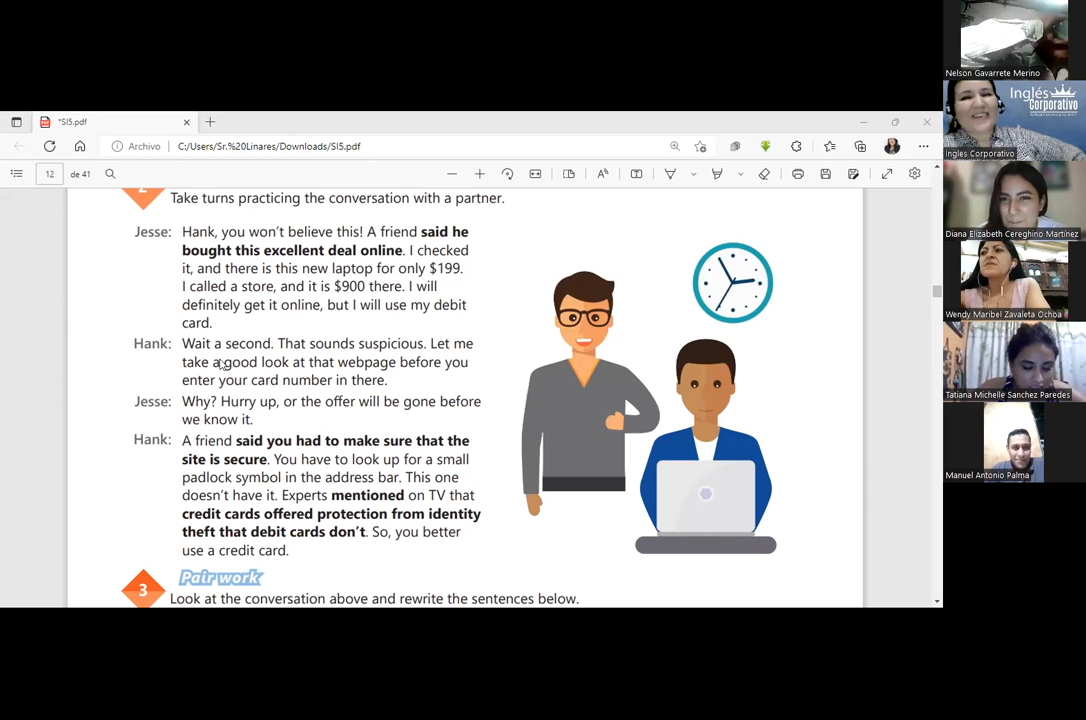 Nelson Gavarrete Merino
Inglés
Corporativo
Ingles Corporativo
Diana Elizabeth Cereghino Martínez
Wendy Maribel Zavaleta Ochoa
Tatiana Michelle Sanchez Paredes
Manuel Antonio Palma
*SI5.pdf
Archivo
C:/Users/Sr.%20Linares/Downloads/SI5.pdf
12
de 41
2
Take turns practicing the conversation with a partner.
Jesse: Hank, you won't believe this! A friend said he
bought this excellent deal online. I checked
it, and there is this new laptop for only $199.
I called a store, and it is $900 there. I will
definitely get it online, but I will use my debit
card.
Hank: Wait a second. That sounds suspicious. Let me
take a good look at that webpage before you
enter your card number in there.
Jesse: Why? Hurry up, or the offer will be gone before
we know it.
Hank: A friend said you had to make sure that the
site is secure. You have to look up for a small
padlock symbol in the address bar. This one
doesn't have it. Experts mentioned on TV that
credit cards offered protection from identity
theft that debit cards don't. So, you better
use a credit card.
Pair work
3
Look at the conversation above and rewrite the sentences below.